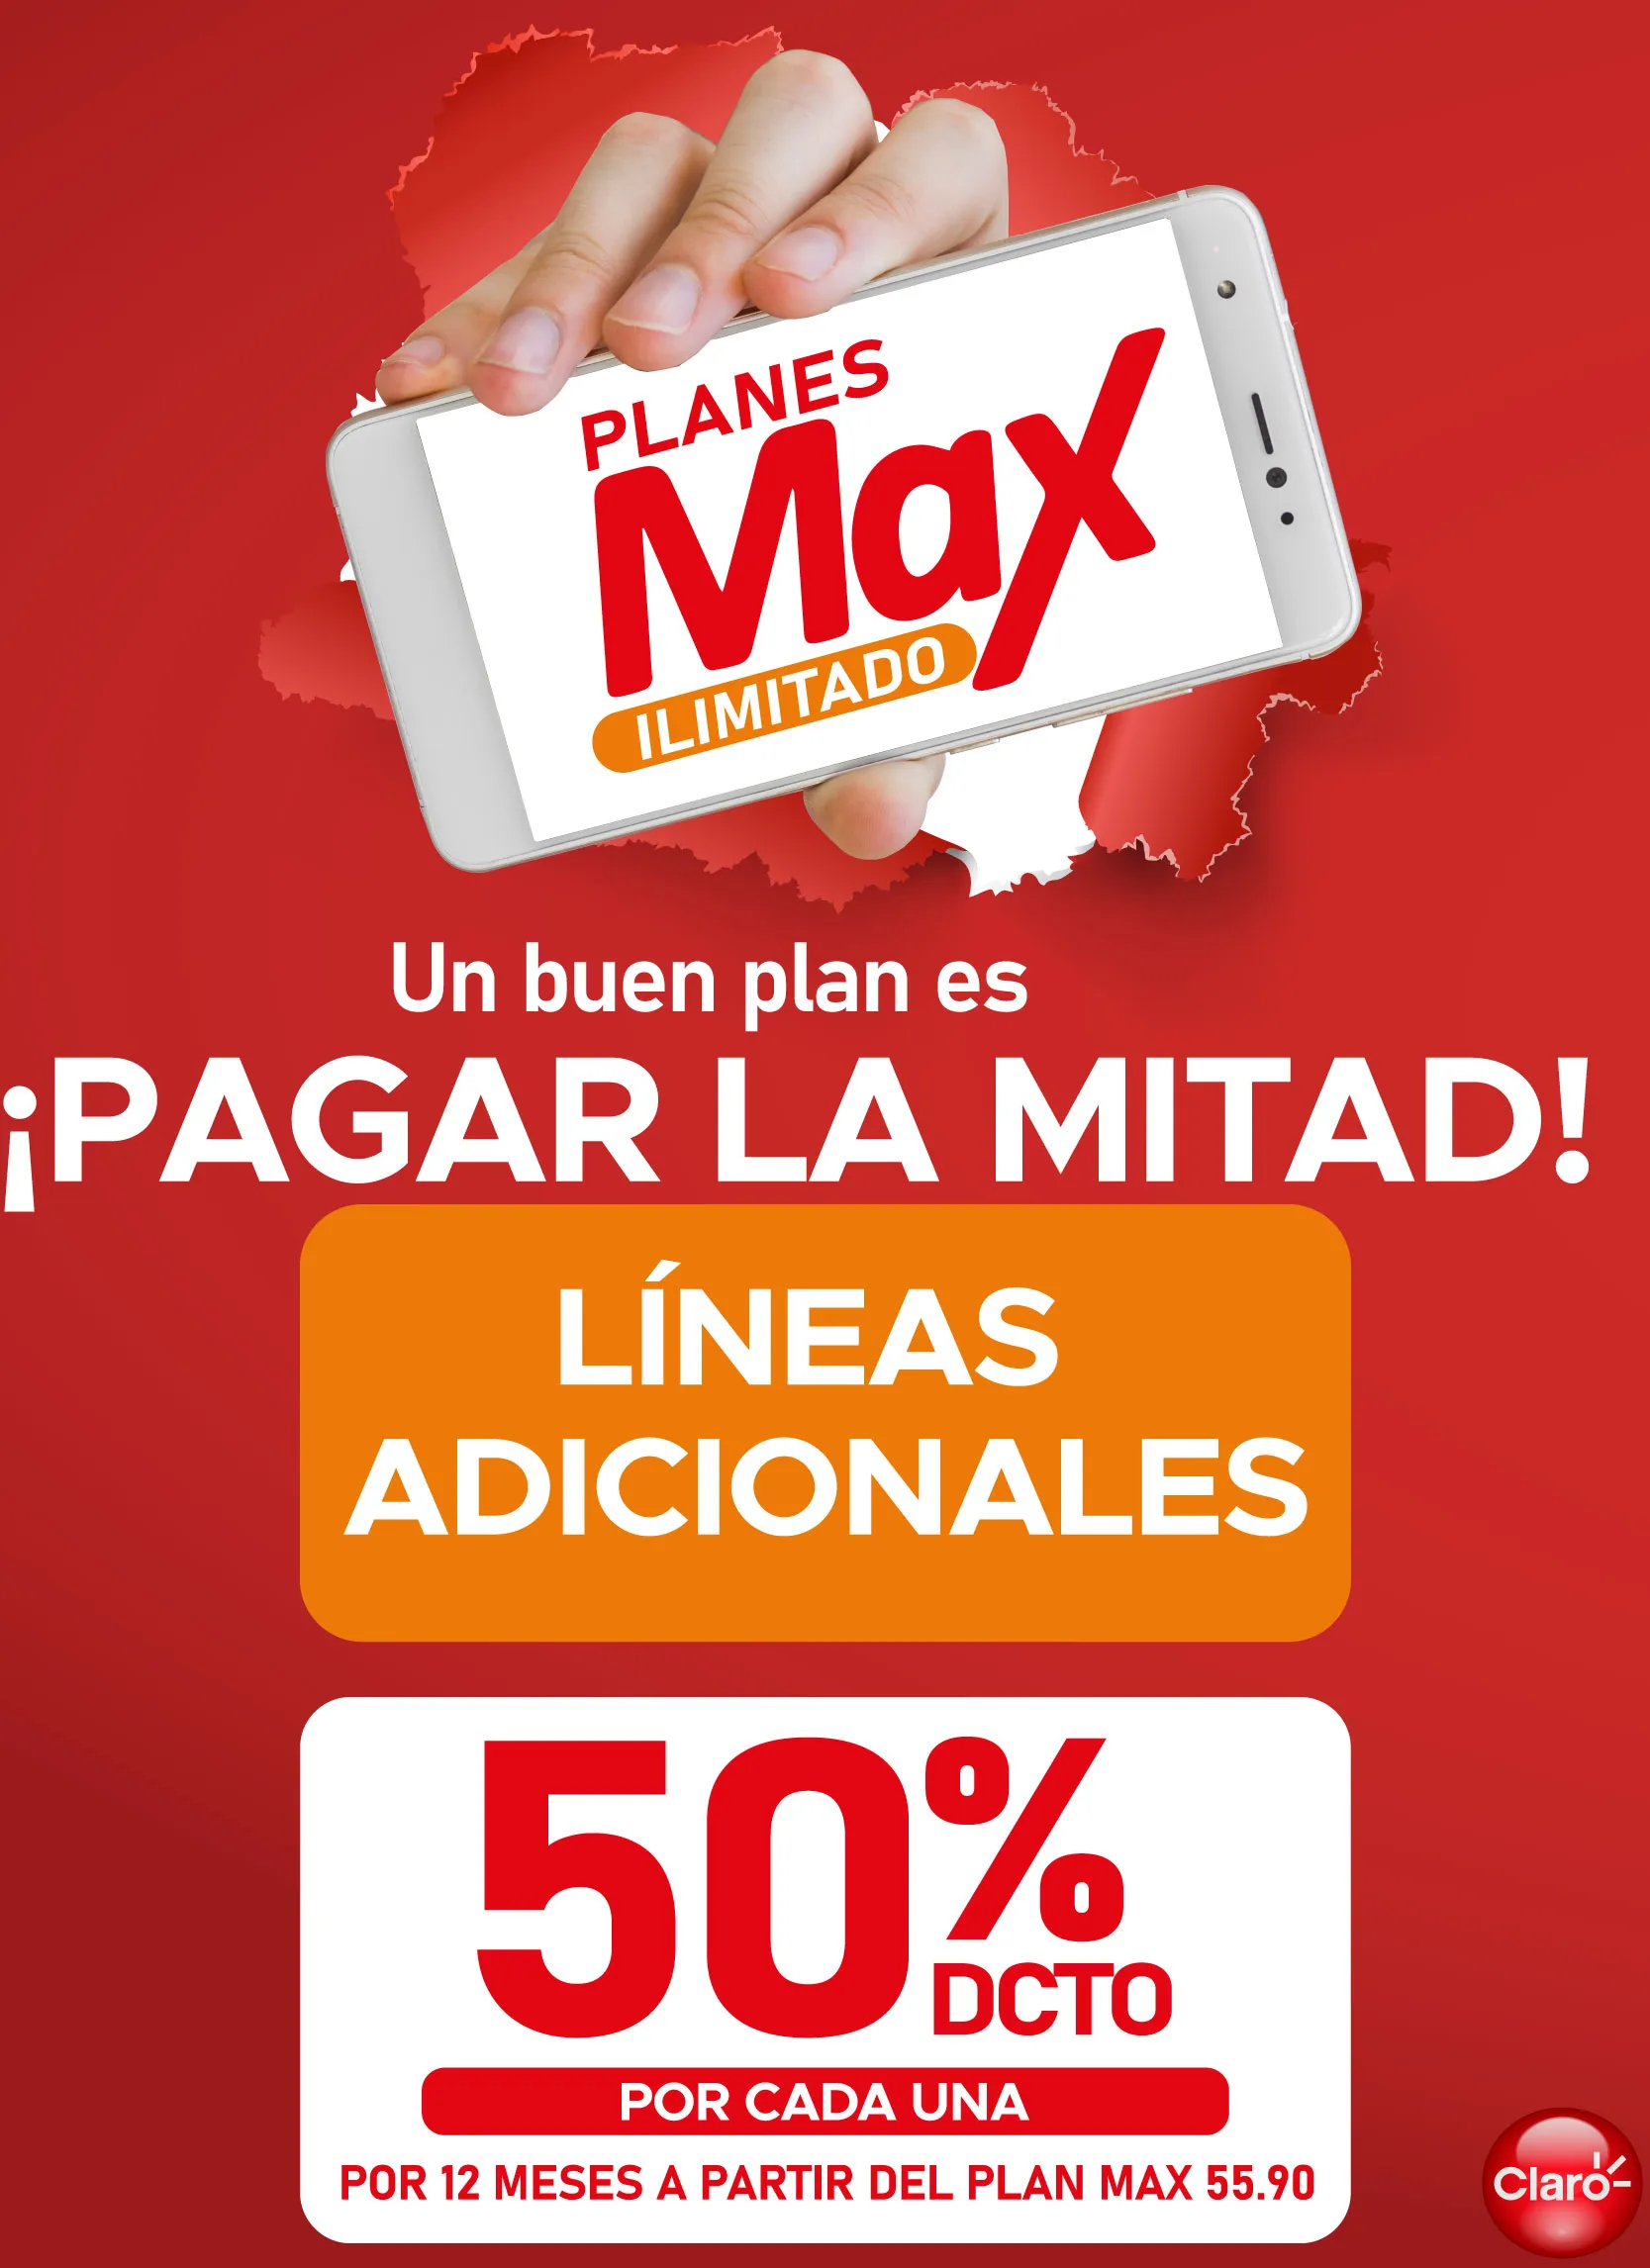 PLANES
Max
ILIMITADO
Un buen plan es
¡PAGAR LA MITAD!
LÍNEAS
ADICIONALES
50%
DCTO
POR CADA UNA
POR 12 MESES A PARTIR DEL PLAN MAX 55.90
Claro